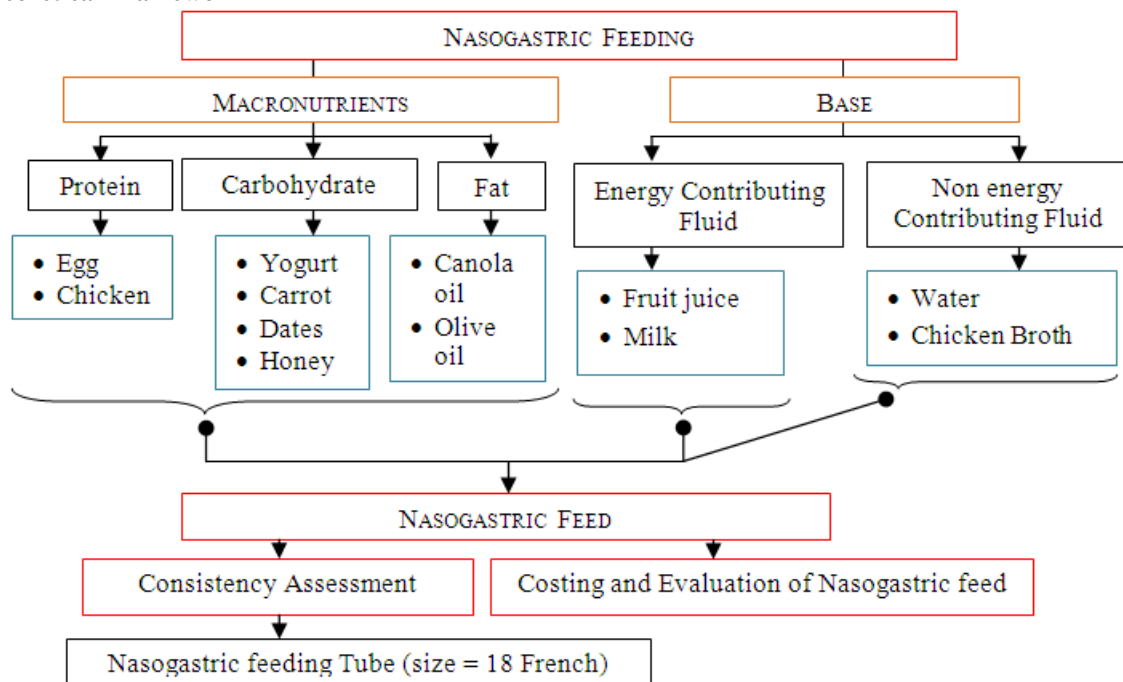 NASOGASTRIC FEEDING
MACRONUTRIENTS
BASE
Protein
Carbohydrate
Fat
Energy Contributing
Fluid
Non energy
Contributing Fluid
• Egg
• Chicken
• Yogurt
• Carrot
• Dates
• Honey
• Canola
oil
• Olive
oil
• Fruit juice
• Milk
• Water
• Chicken Broth
NASOGASTRIC FEED
Consistency Assessment
Costing and Evaluation of Nasogastric feed
Nasogastric feeding Tube (size = 18 French)